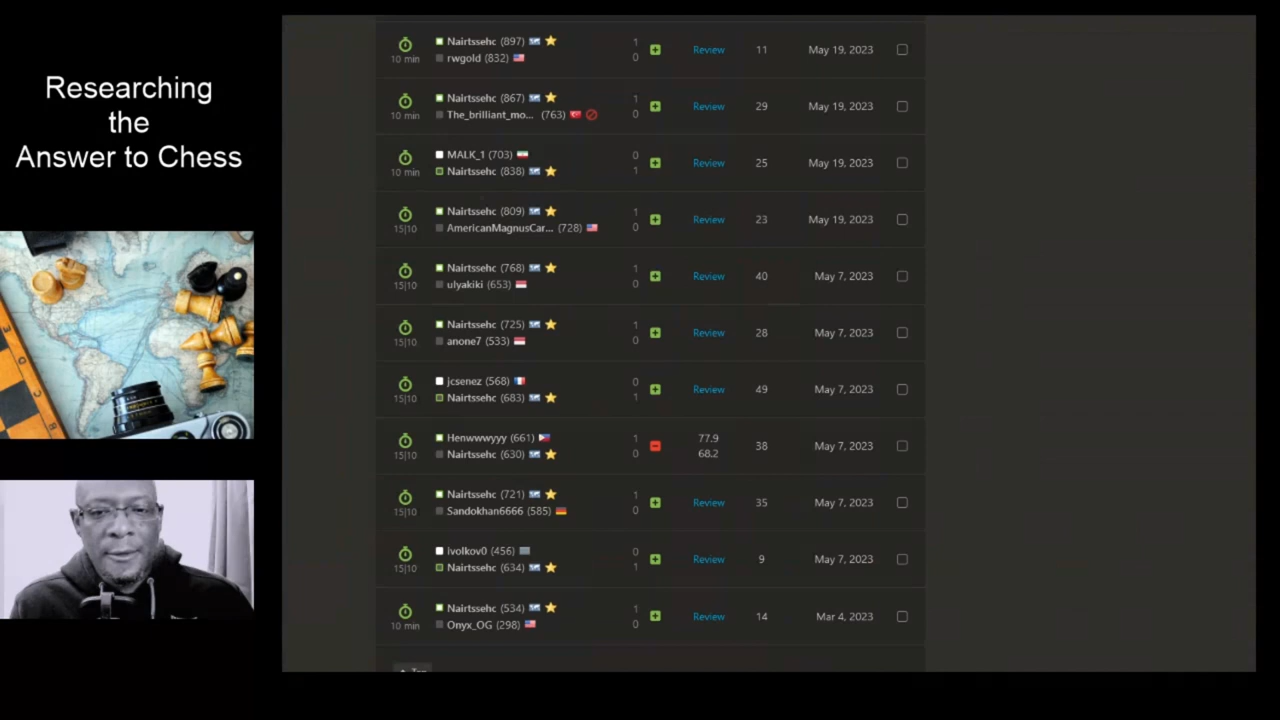 Researching
the
Answer to Chess
Nairtssehc (897)
rwgold (832)
10 min
1
0
Review
11
May 19, 2023
Nairtssehc (867)
The_brilliant_mo... (763)
10 min
1
0
Review
29
May 19, 2023
MALK_1 (703)
Nairtssehc (838)
10 min
0
1
Review
25
May 19, 2023
Nairtssehc (809)
AmericanMagnusCar... (728)
15|10
1
0
Review
23
May 19, 2023
Nairtssehc (768)
ulyakiki (653)
15|10
1
0
Review
40
May 7, 2023
Nairtssehc (725)
anone7 (533)
15|10
1
0
Review
28
May 7, 2023
jcsenez (568)
Nairtssehc (683)
15|10
0
1
Review
49
May 7, 2023
Henwwwyyy (661)
Nairtssehc (630)
15|10
1
0
77.9
68.2
38
May 7, 2023
Nairtssehc (721)
Sandokhan6666 (585)
15|10
1
0
Review
35
May 7, 2023
ivolkov0 (456)
Nairtssehc (634)
15|10
0
1
Review
9
May 7, 2023
Nairtssehc (534)
Onyx_OG (298)
10 min
1
0
Review
14
Mar 4, 2023